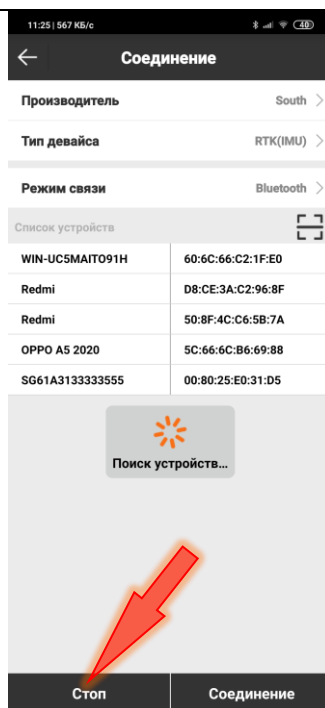 11:25 | 567 КБ/с 40
Соединение
Производитель South
Тип девайса RTK(IMU)
Режим связи Bluetooth
Список устройств
WIN-UC5MAITO91H 60:6C:66:C2:1F:E0
Redmi D8:CE:3A:C2:96:8F
Redmi 50:8F:4C:C6:5B:7A
OPPO A5 2020 5C:66:6C:B6:69:88
SG61A3133333555 00:80:25:E0:31:D5
Поиск устройств...
Стоп Соединение